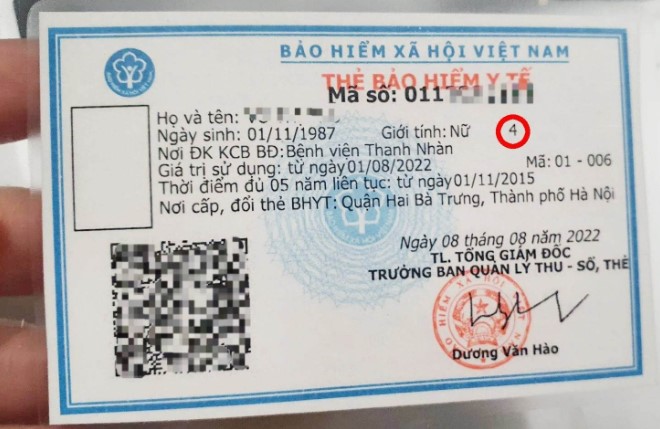 BẢO HIỂM XÃ HỘI VIỆT NAM
THẺ BẢO HIỂM Y TẾ
Mã số: 011
Họ và tên:
Ngày sinh: 01/11/1987 Giới tính: Nữ 4
Nơi ĐK KCB BĐ: Bệnh viện Thanh Nhàn
Giá trị sử dụng: từ ngày 01/08/2022 Mã: 01 - 006
Thời điểm đủ 05 năm liên tục: từ ngày 01/11/2015
Nơi cấp, đổi thẻ BHYT: Quận Hai Bà Trưng, Thành phố Hà Nội
Ngày 08 tháng 08 năm 2022
TL. TỔNG GIÁM ĐỐC
TRƯỞNG BAN QUẢN LÝ THU - SỔ, THẺ
Dương Văn Hào